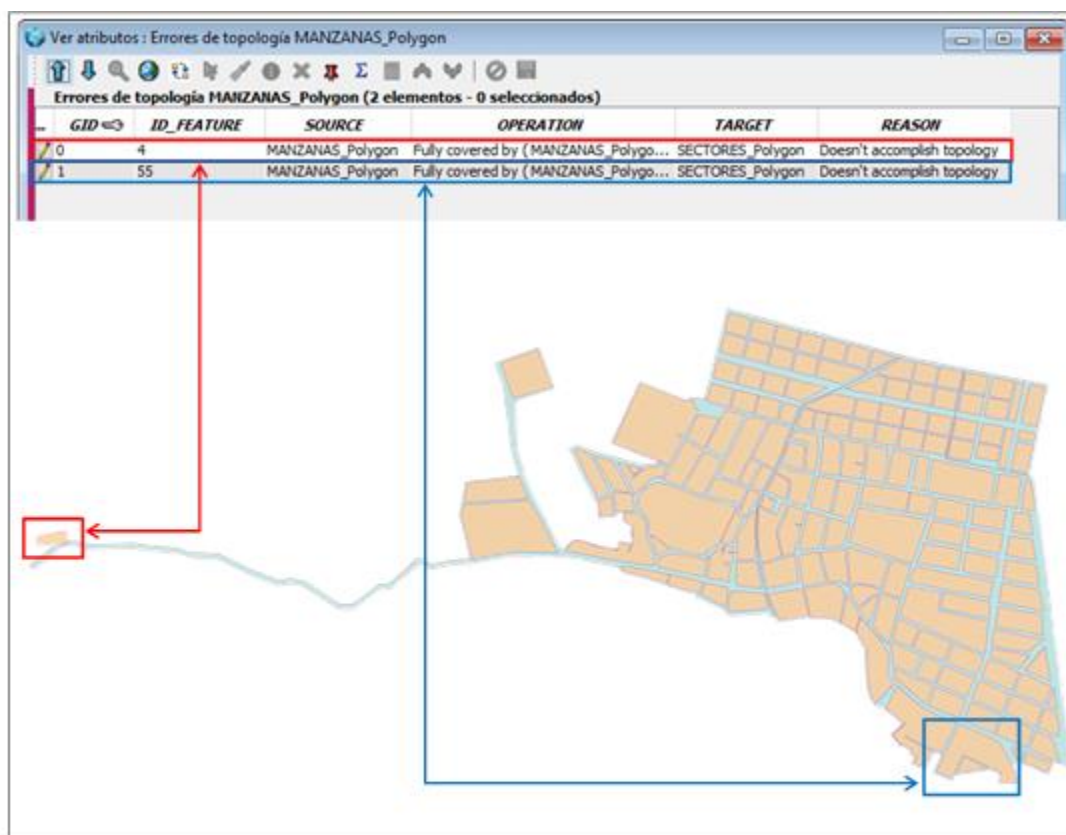 Ver atributos : Errores de topología MANZANAS_Polygon
Errores de topología MANZANAS_Polygon (2 elementos - 0 seleccionados)
... GID ID_FEATURE SOURCE OPERATION TARGET REASON
0 4 MANZANAS_Polygon Fully covered by ( MANZANAS_Polygo... SECTORES_Polygon Doesn't accomplish topology
1 55 MANZANAS_Polygon Fully covered by ( MANZANAS_Polygo... SECTORES_Polygon Doesn't accomplish topology